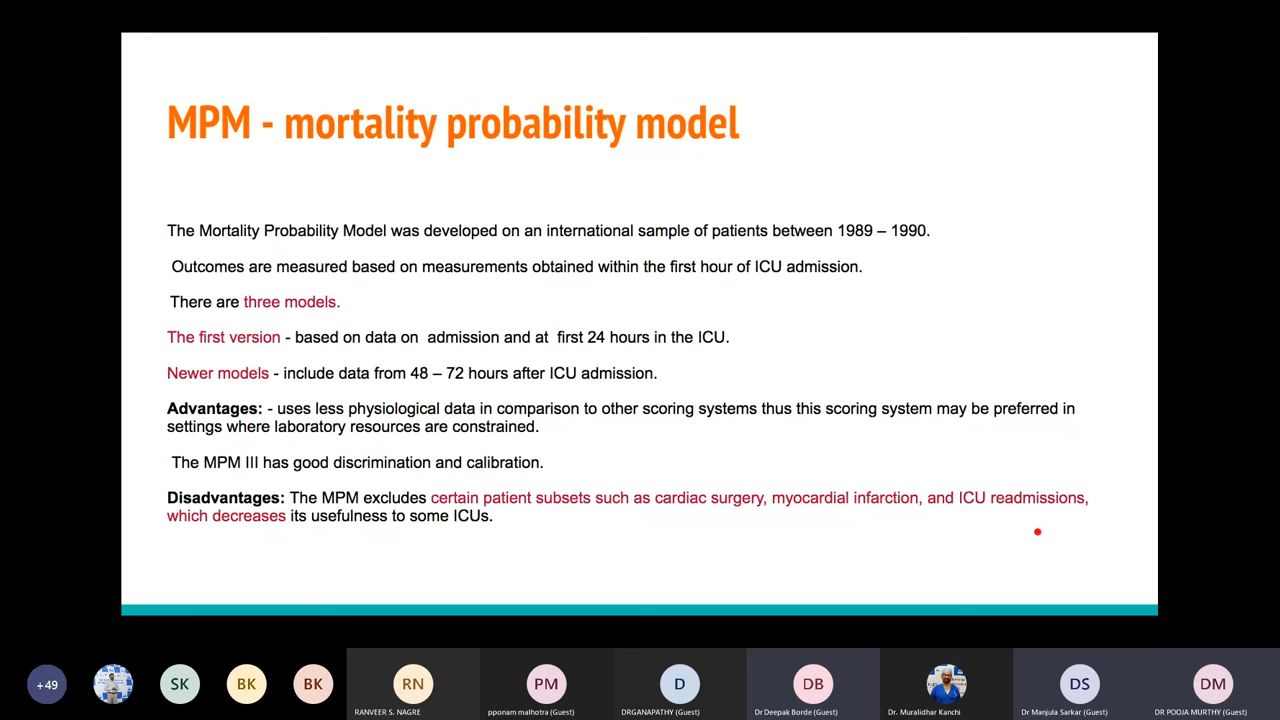 MPM - mortality probability model
The Mortality Probability Model was developed on an international sample of patients between 1989 – 1990.
Outcomes are measured based on measurements obtained within the first hour of ICU admission.
There are three models.
The first version - based on data on admission and at first 24 hours in the ICU.
Newer models - include data from 48 – 72 hours after ICU admission.
Advantages: - uses less physiological data in comparison to other scoring systems thus this scoring system may be preferred in
settings where laboratory resources are constrained.
The MPM III has good discrimination and calibration.
Disadvantages: The MPM excludes certain patient subsets such as cardiac surgery, myocardial infarction, and ICU readmissions,
which decreases its usefulness to some ICUs.
+49 SK BK BK RN PM D DB DS DM
RANVEER S. NAGRE pponam malhotra (Guest) DRGANAPATHY (Guest) Dr Deepak Borde (Guest) Dr. Muralidhar Kanchi Dr Manjula Sarkar (Guest) DR POOJA MURTHY (Guest)